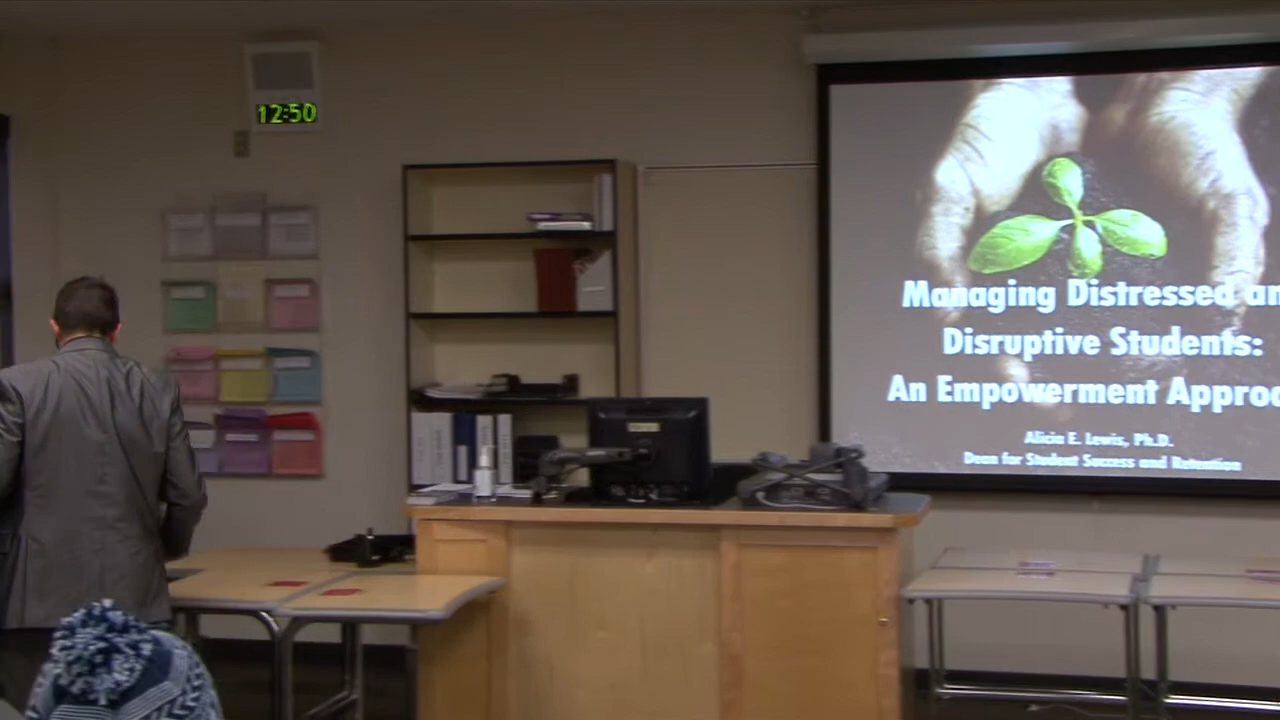 12:50
Managing Distressed an
Disruptive Students:
An Empowerment Approa
Alicia E. Lewis, Ph.D.
Dean for Student Success and Retention